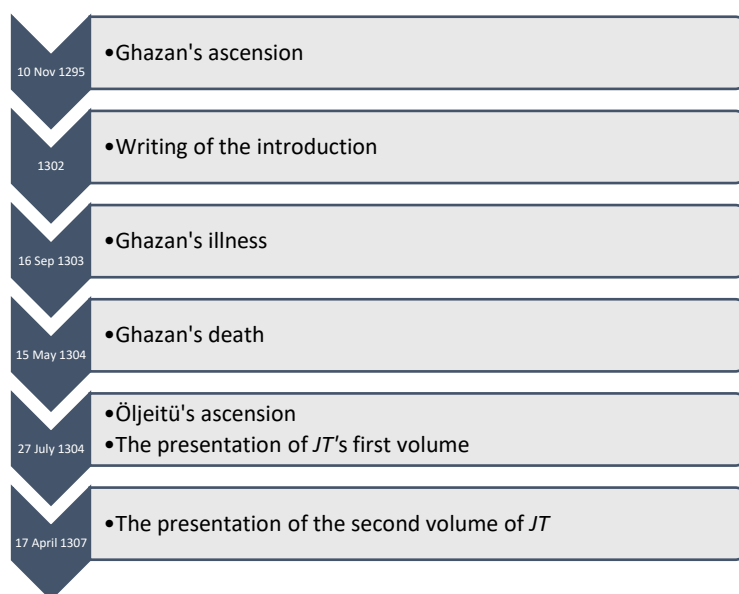 10 Nov 1295
•Ghazan's ascension
1302
•Writing of the introduction
16 Sep 1303
•Ghazan's illness
15 May 1304
•Ghazan's death
27 July 1304
•Öljeitü's ascension
•The presentation of JT's first volume
17 April 1307
•The presentation of the second volume of JT